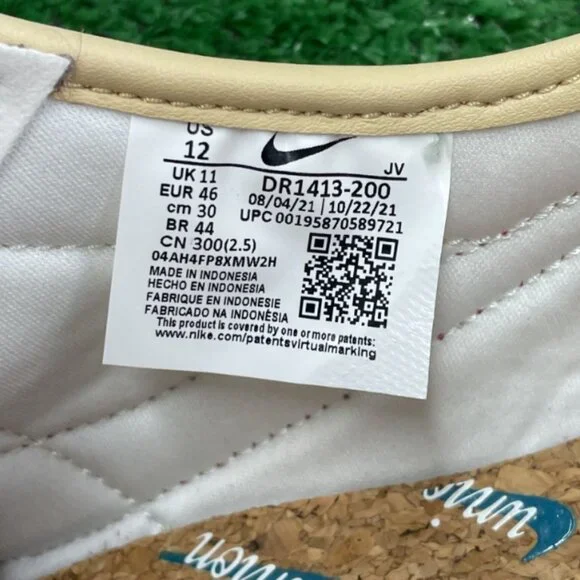 US
12
UK 11
EUR 46
cm 30
BR 44
CN 300(2.5)
04AH4FP8XMW2H
JV
DR1413-200
08/04/21 | 10/22/21
UPC 00195870589721
MADE IN INDONESIA
HECHO EN INDONESIA
FABRIQUE EN INDONESIE
FABRICADO NA INDONÉSIA
This product is covered by one or more patents:
www.nike.com/patentsvirtualmarking